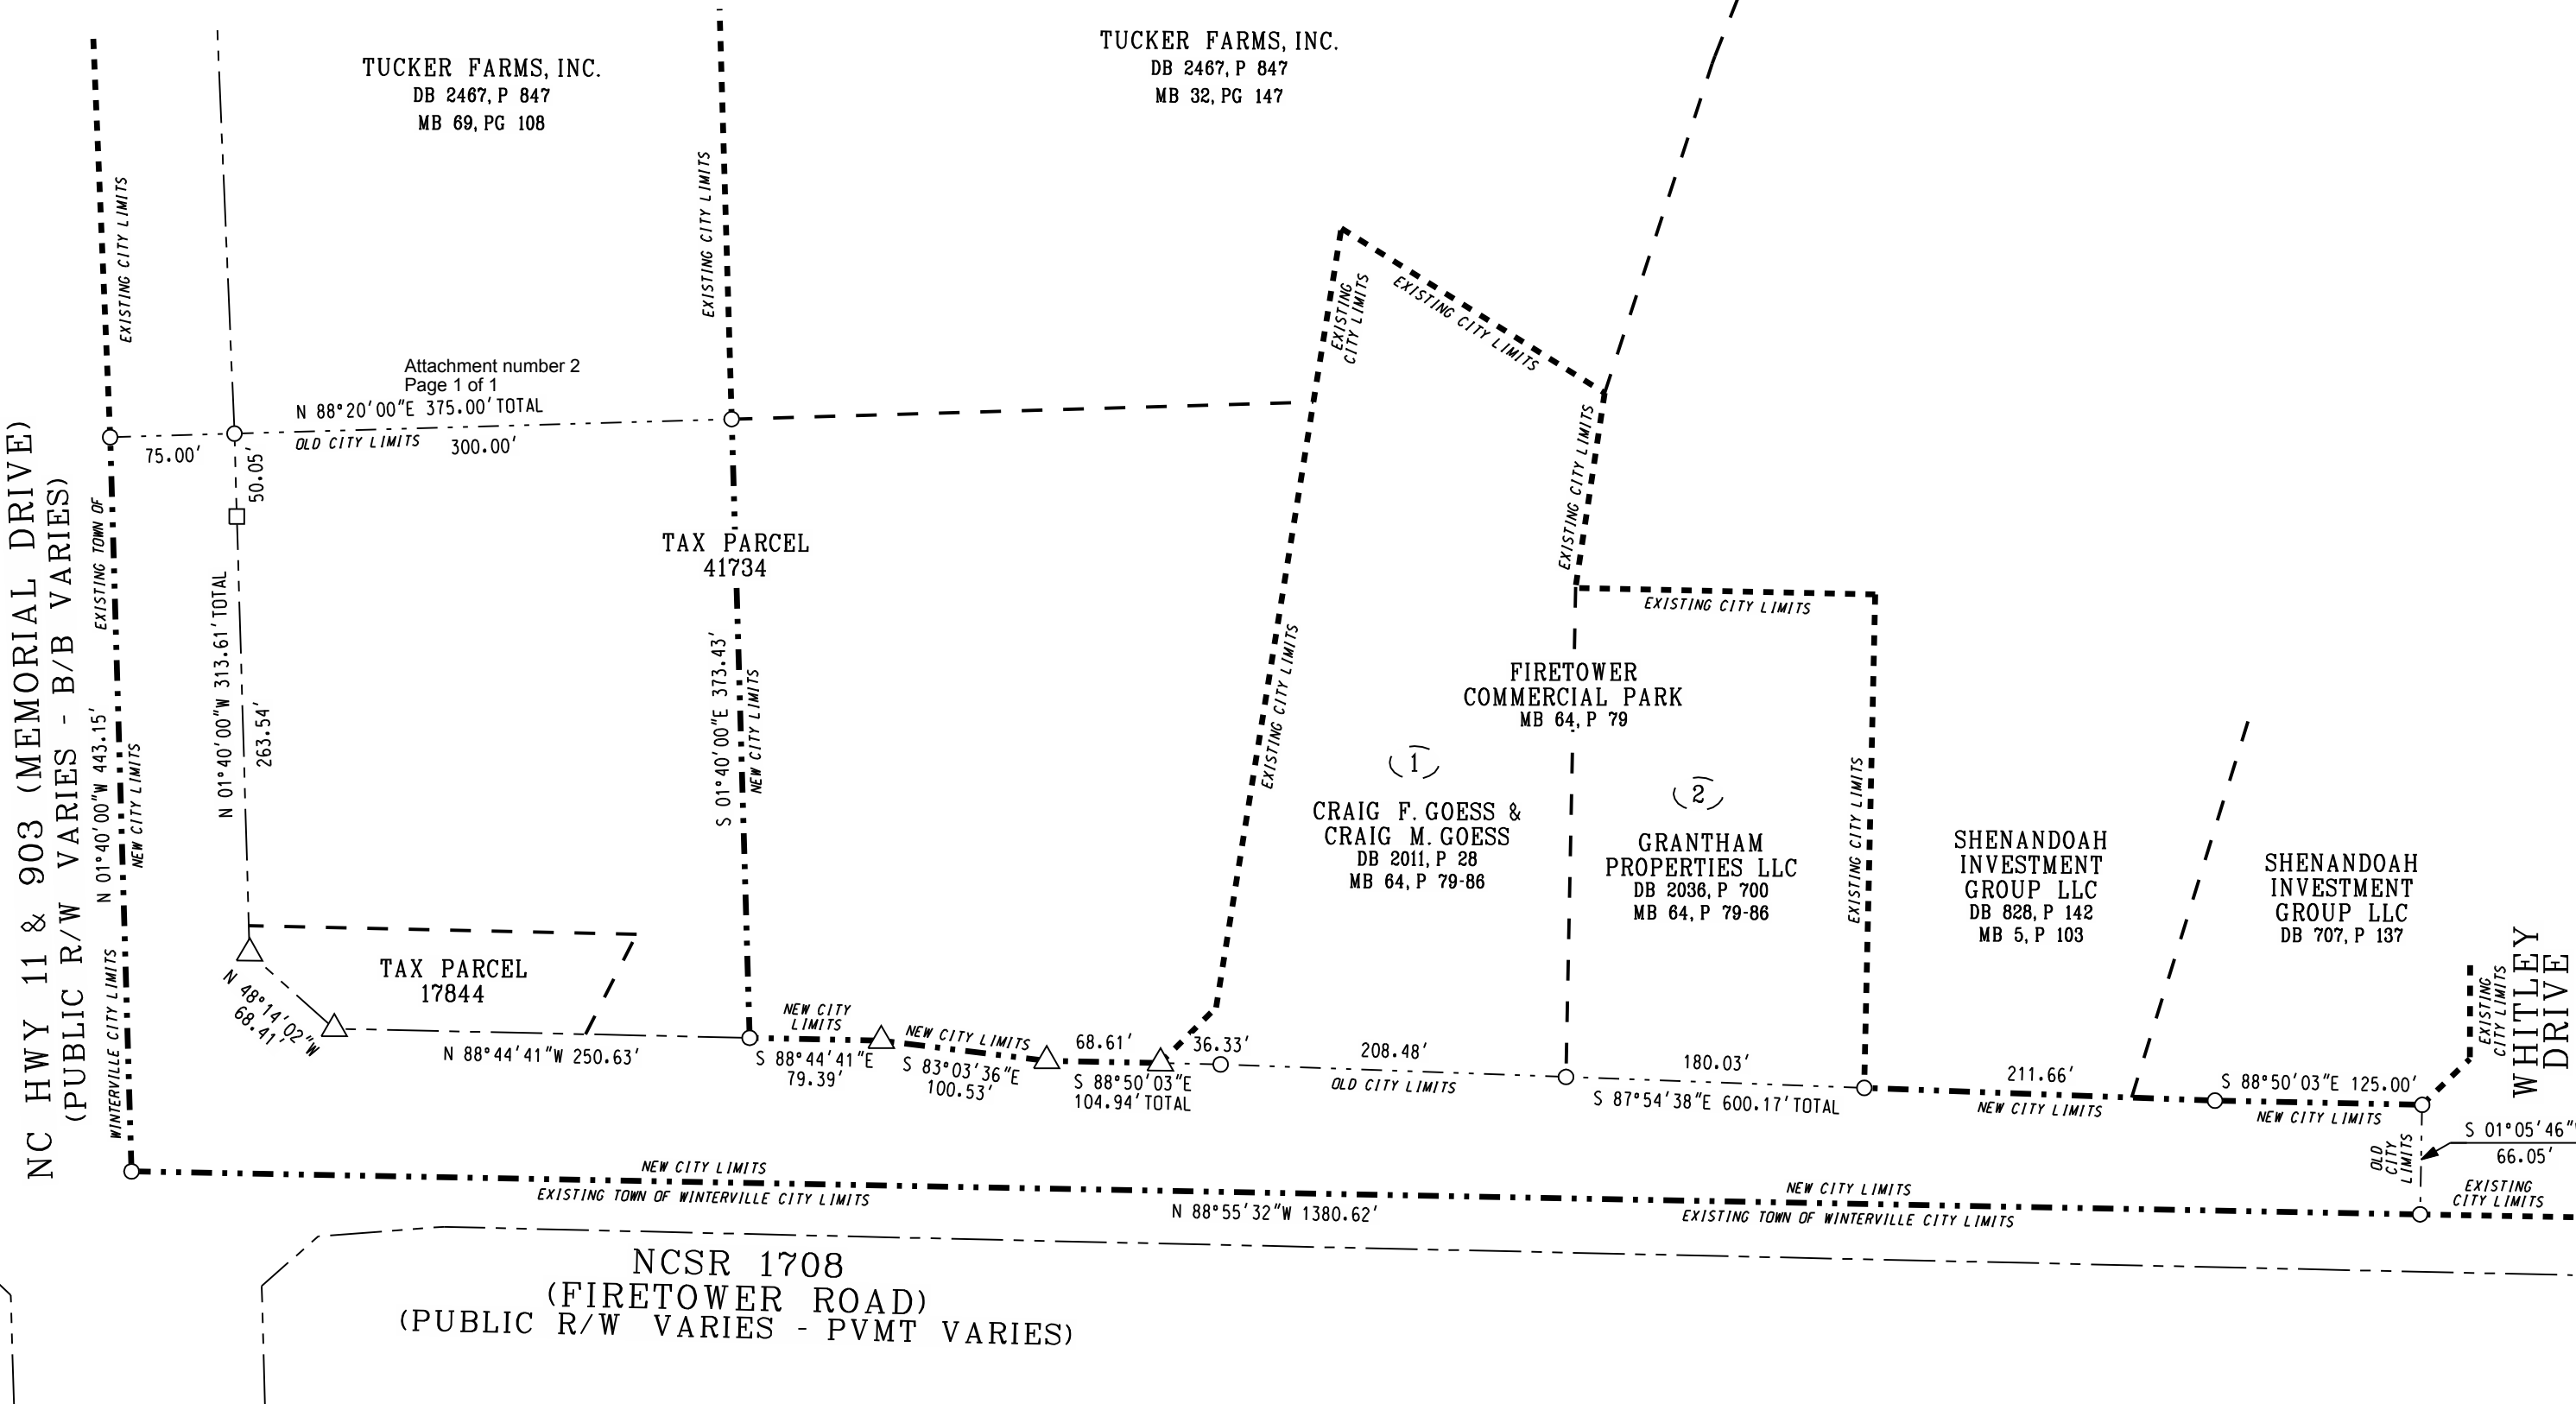 TUCKER FARMS, INC.
DB 2467, P 847
MB 69, PG 108
TUCKER FARMS, INC.
DB 2467, P 847
MB 32, PG 147
EXISTING CITY LIMITS
EXISTING CITY LIMITS
EXISTING
CITY LIMITS
EXISTING CITY LIMITS
Attachment number 2
Page 1 of 1
N 88°20'00"E 375.00' TOTAL
OLD CITY LIMITS
75.00'
300.00'
50.05'
NC HWY 11 & 903 (MEMORIAL DRIVE)
(PUBLIC R/W VARIES - B/B VARIES)
EXISTING TOWN OF
WINTERVILLE CITY LIMITS
N 01°40'00"W 443.15'
NEW CITY LIMITS
N 01°40'00"W 313.61' TOTAL
263.54'
TAX PARCEL
41734
S 01°40'00"E 373.43'
NEW CITY LIMITS
EXISTING CITY LIMITS
EXISTING CITY LIMITS
EXISTING CITY LIMITS
FIRETOWER
COMMERCIAL PARK
MB 64, P 79
1
CRAIG F. GOESS &
CRAIG M. GOESS
DB 2011, P 28
MB 64, P 79-86
2
GRANTHAM
PROPERTIES LLC
DB 2036, P 700
MB 64, P 79-86
EXISTING CITY LIMITS
SHENANDOAH
INVESTMENT
GROUP LLC
DB 828, P 142
MB 5, P 103
SHENANDOAH
INVESTMENT
GROUP LLC
DB 707, P 137
WHITLEY
DRIVE
EXISTING
CITY LIMITS
TAX PARCEL
17844
N 48°14'02"W
68.41'
N 88°44'41"W 250.63'
NEW CITY
LIMITS
S 88°44'41"E
79.39'
NEW CITY LIMITS
S 83°03'36"E
100.53'
68.61'
S 88°50'03"E
104.94' TOTAL
36.33'
208.48'
OLD CITY LIMITS
180.03'
S 87°54'38"E 600.17' TOTAL
211.66'
NEW CITY LIMITS
S 88°50'03"E 125.00'
NEW CITY LIMITS
OLD
CITY
LIMITS
S 01°05'46"
66.05'
EXISTING
CITY LIMITS
NEW CITY LIMITS
EXISTING TOWN OF WINTERVILLE CITY LIMITS
N 88°55'32"W 1380.62'
NEW CITY LIMITS
EXISTING TOWN OF WINTERVILLE CITY LIMITS
NCSR 1708
(FIRETOWER ROAD)
(PUBLIC R/W VARIES - PVMT VARIES)